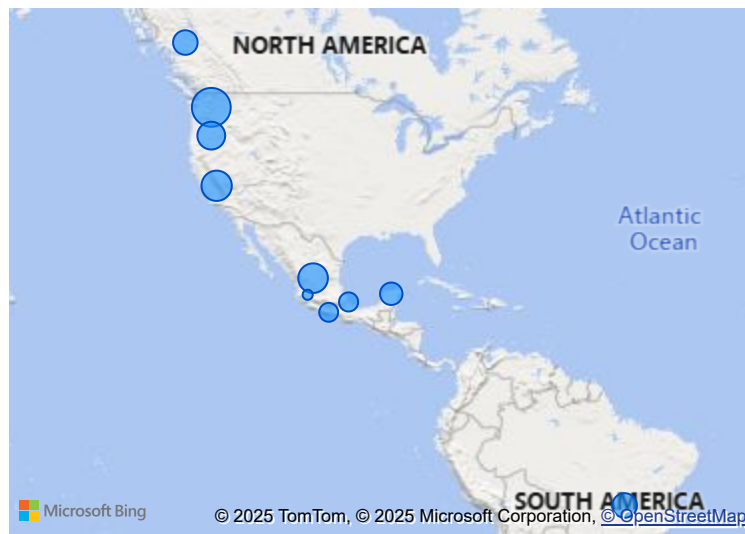 NORTH AMERICA
Atlantic
Ocean
SOUTH AMERICA
Microsoft Bing
© 2025 TomTom, © 2025 Microsoft Corporation, © OpenStreetMap